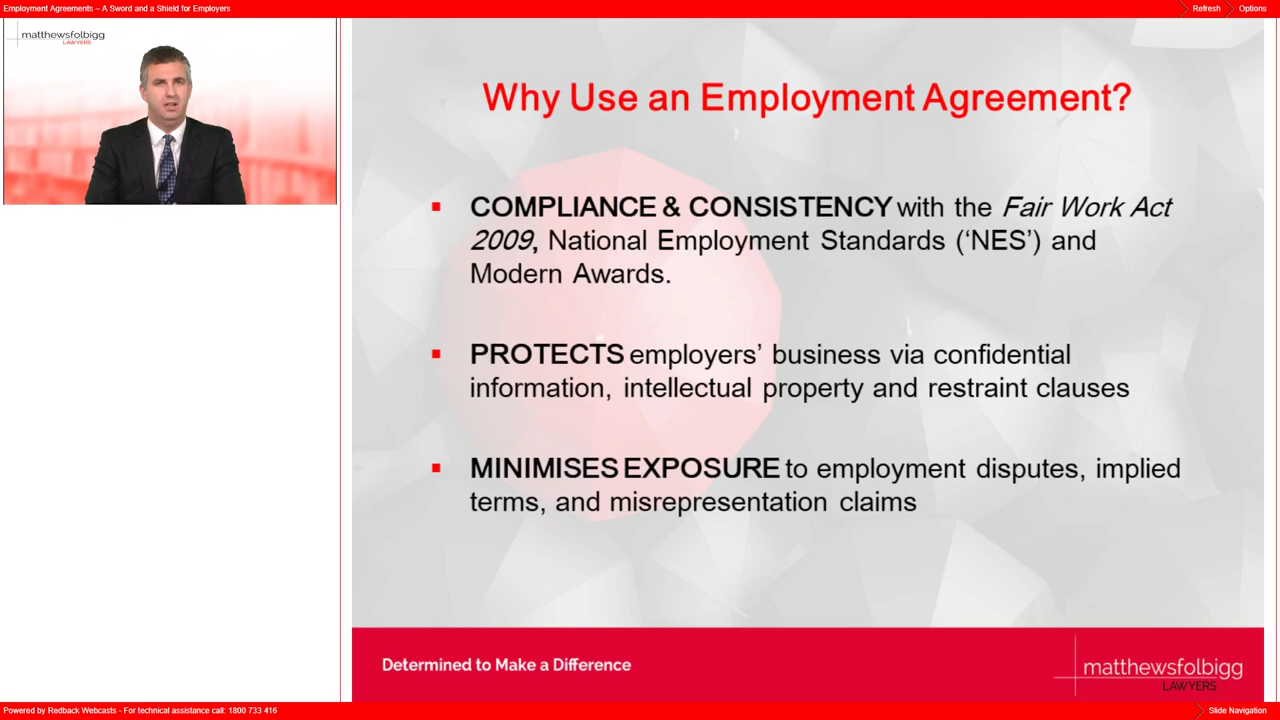 Employment Agreements – A Sword and a Shield for Employers
Refresh
Options
matthewsfolbigg
LAWYERS
Why Use an Employment Agreement?
COMPLIANCE & CONSISTENCY with the Fair Work Act
2009, National Employment Standards (‘NES’) and
Modern Awards.
PROTECTS employers’ business via confidential
information, intellectual property and restraint clauses
MINIMISES EXPOSURE to employment disputes, implied
terms, and misrepresentation claims
Determined to Make a Difference
matthewsfolbigg
LAWYERS
Powered by Redback Webcasts - For technical assistance call: 1800 733 416
Slide Navigation